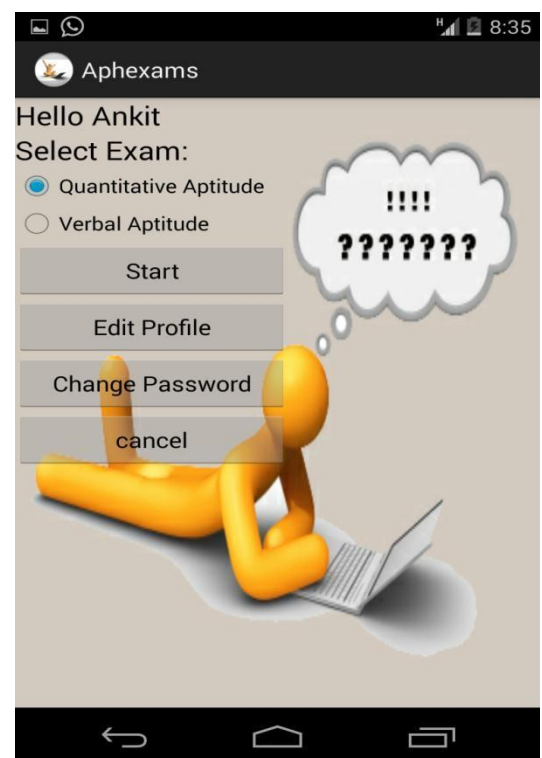 H 8:35
Aphexams
Hello Ankit
Select Exam:
Quantitative Aptitude
Verbal Aptitude
!!!!
???????
Start
Edit Profile
Change Password
cancel